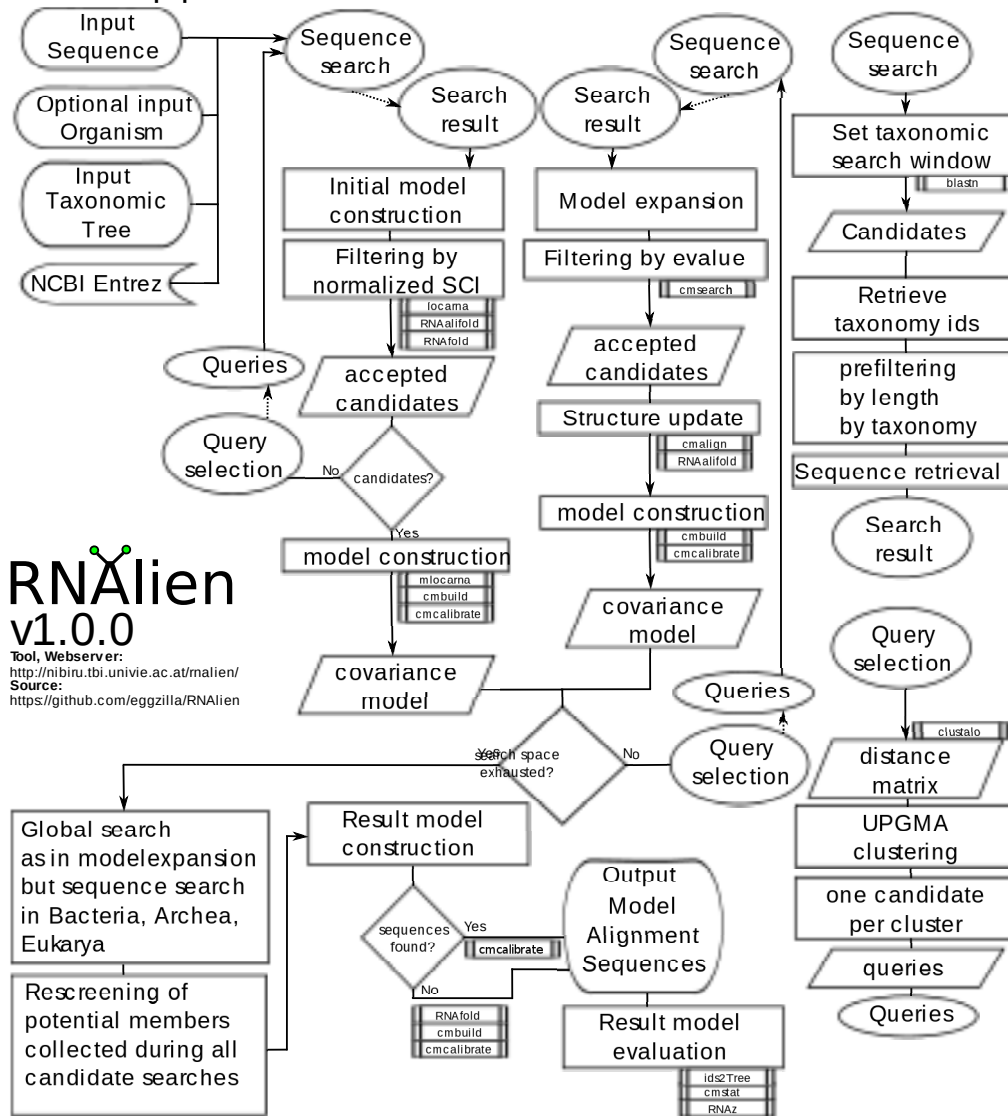 Input
Sequence
Optional input
Organism
Input
Taxonomic
Tree
NCBI Entrez
Sequence
search
Search
result
Initial model
construction
Filtering by
normalized SCI
locarna
RNAalifold
RNAfold
Queries
accepted
candidates
Query
selection
No
candidates?
Yes
model construction
mlocarna
cmbuild
cmcalibrate
covariance
model
Sequence
search
Search
result
Model expansion
Filtering by evalue
cmsearch
accepted
candidates
Structure update
cmalign
RNAalifold
model construction
cmbuild
cmcalibrate
covariance
model
Queries
Query
selection
No
Yes
search space
exhausted?
Sequence
search
Set taxonomic
search window
blastn
Candidates
Retrieve
taxonomy ids
prefiltering
by length
by taxonomy
Sequence retrieval
Search
result
Query
selection
clustalo
distance
matrix
UPGMA
clustering
one candidate
per cluster
queries
Queries
RNAlien
v1.0.0
Tool, Webserver:
http://nibiru.tbi.univie.ac.at/rnalien/
Source:
https://github.com/eggzilla/RNAlien
Global search
as in modelexpansion
but sequence search
in Bacteria, Archea,
Eukarya
Rescreening of
potential members
collected during all
candidate searches
Result model
construction
sequences
found?
Yes
cmcalibrate
No
RNAfold
cmbuild
cmcalibrate
Output
Model
Alignment
Sequences
Result model
evaluation
ids2Tree
cmstat
RNAz